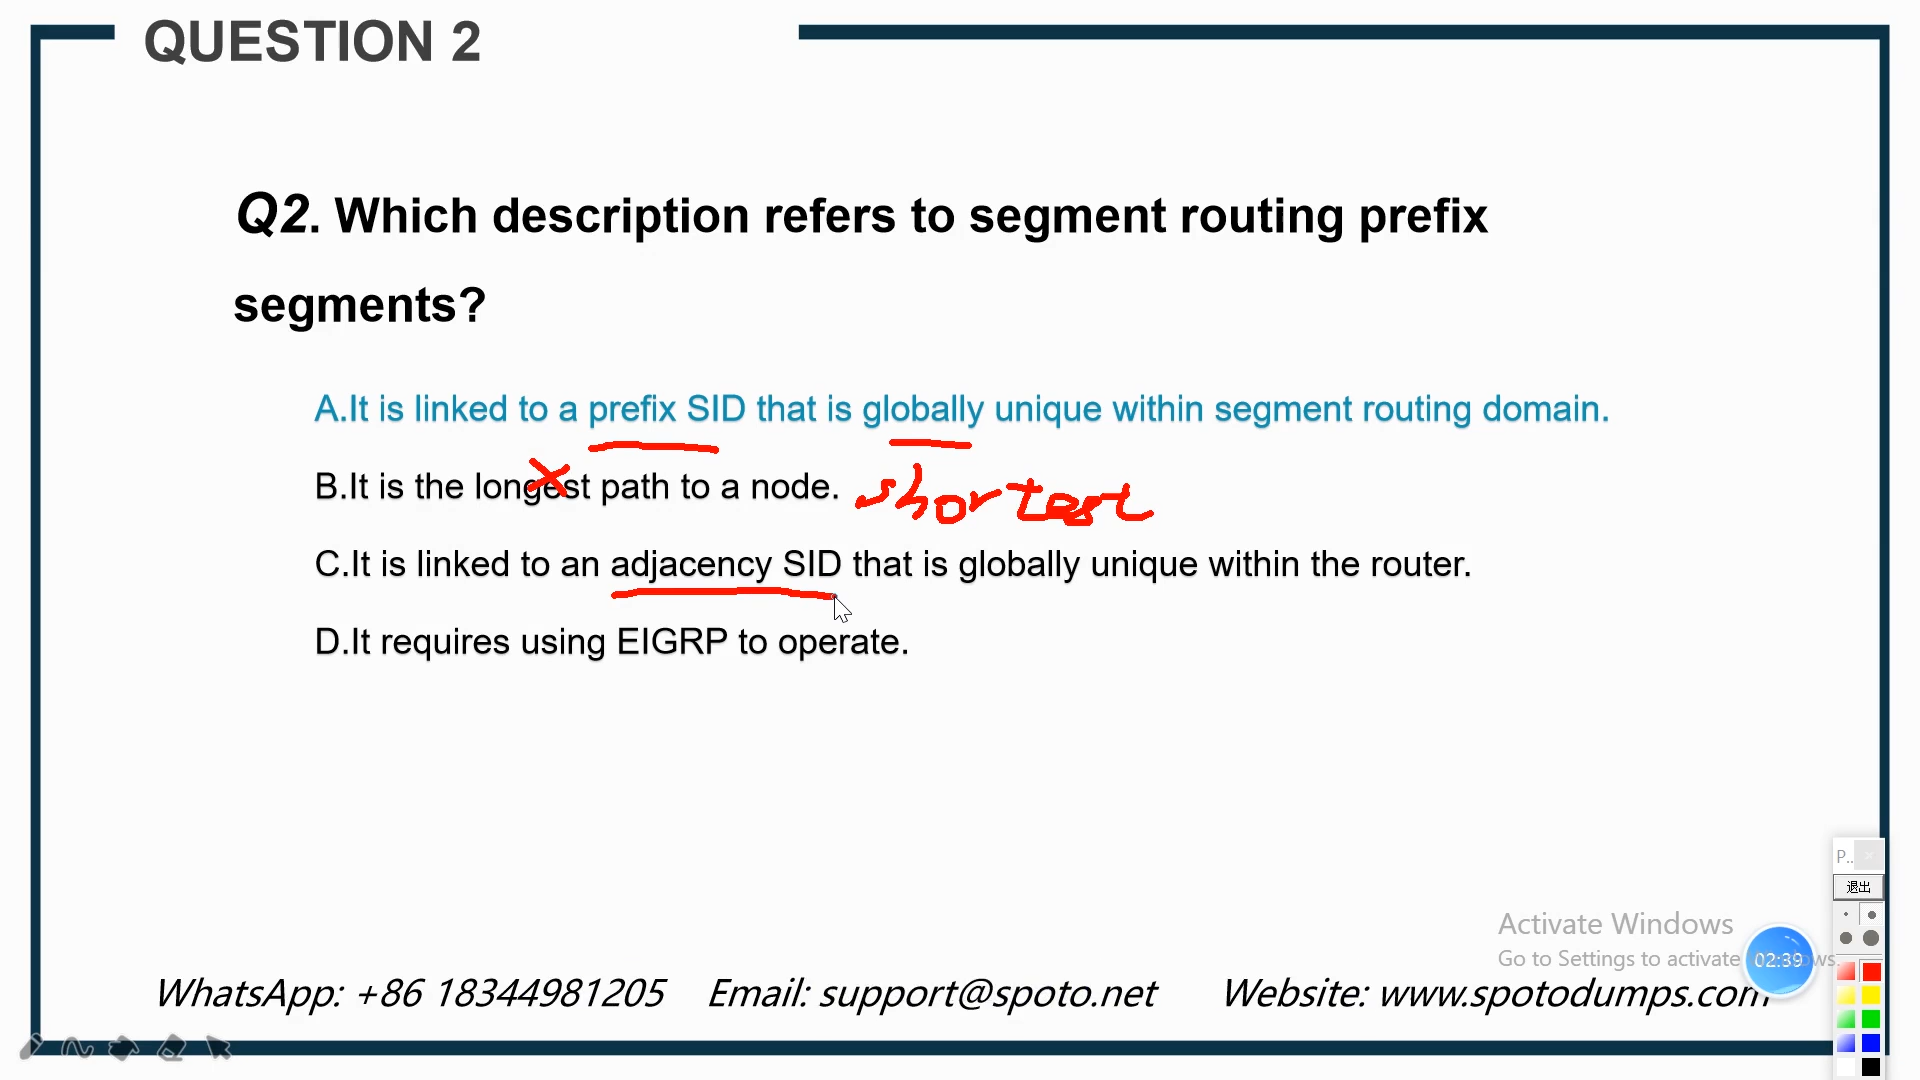 QUESTION 2
Q2. Which description refers to segment routing prefix
segments?
A.It is linked to a prefix SID that is globally unique within segment routing domain.
B.It is the longest path to a node. shortest
C.It is linked to an adjacency SID that is globally unique within the router.
D.It requires using EIGRP to operate.
P..
退出
Activate Windows
Go to Settings to activate Windows.
02:39
WhatsApp: +86 18344981205 Email: support@spoto.net Website: www.spotodumps.com